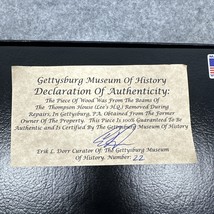 Gettysburg Museum Of History
Declaration Of Authenticity:
The Piece Of Wood Was From The Beams Of
The Thompson House (Lee's H.Q.) Removed During
Repairs, In Gettysburg, P.A. Obtained From The Former
Owner Of The Property. This Piece Is 100% Guaranteed To Be
Authentic and Is Certified By The Gettysburg Museum Of History
Erik L. Dorr Curator Of: The Gettysburg Museum
Of History. Number: 22